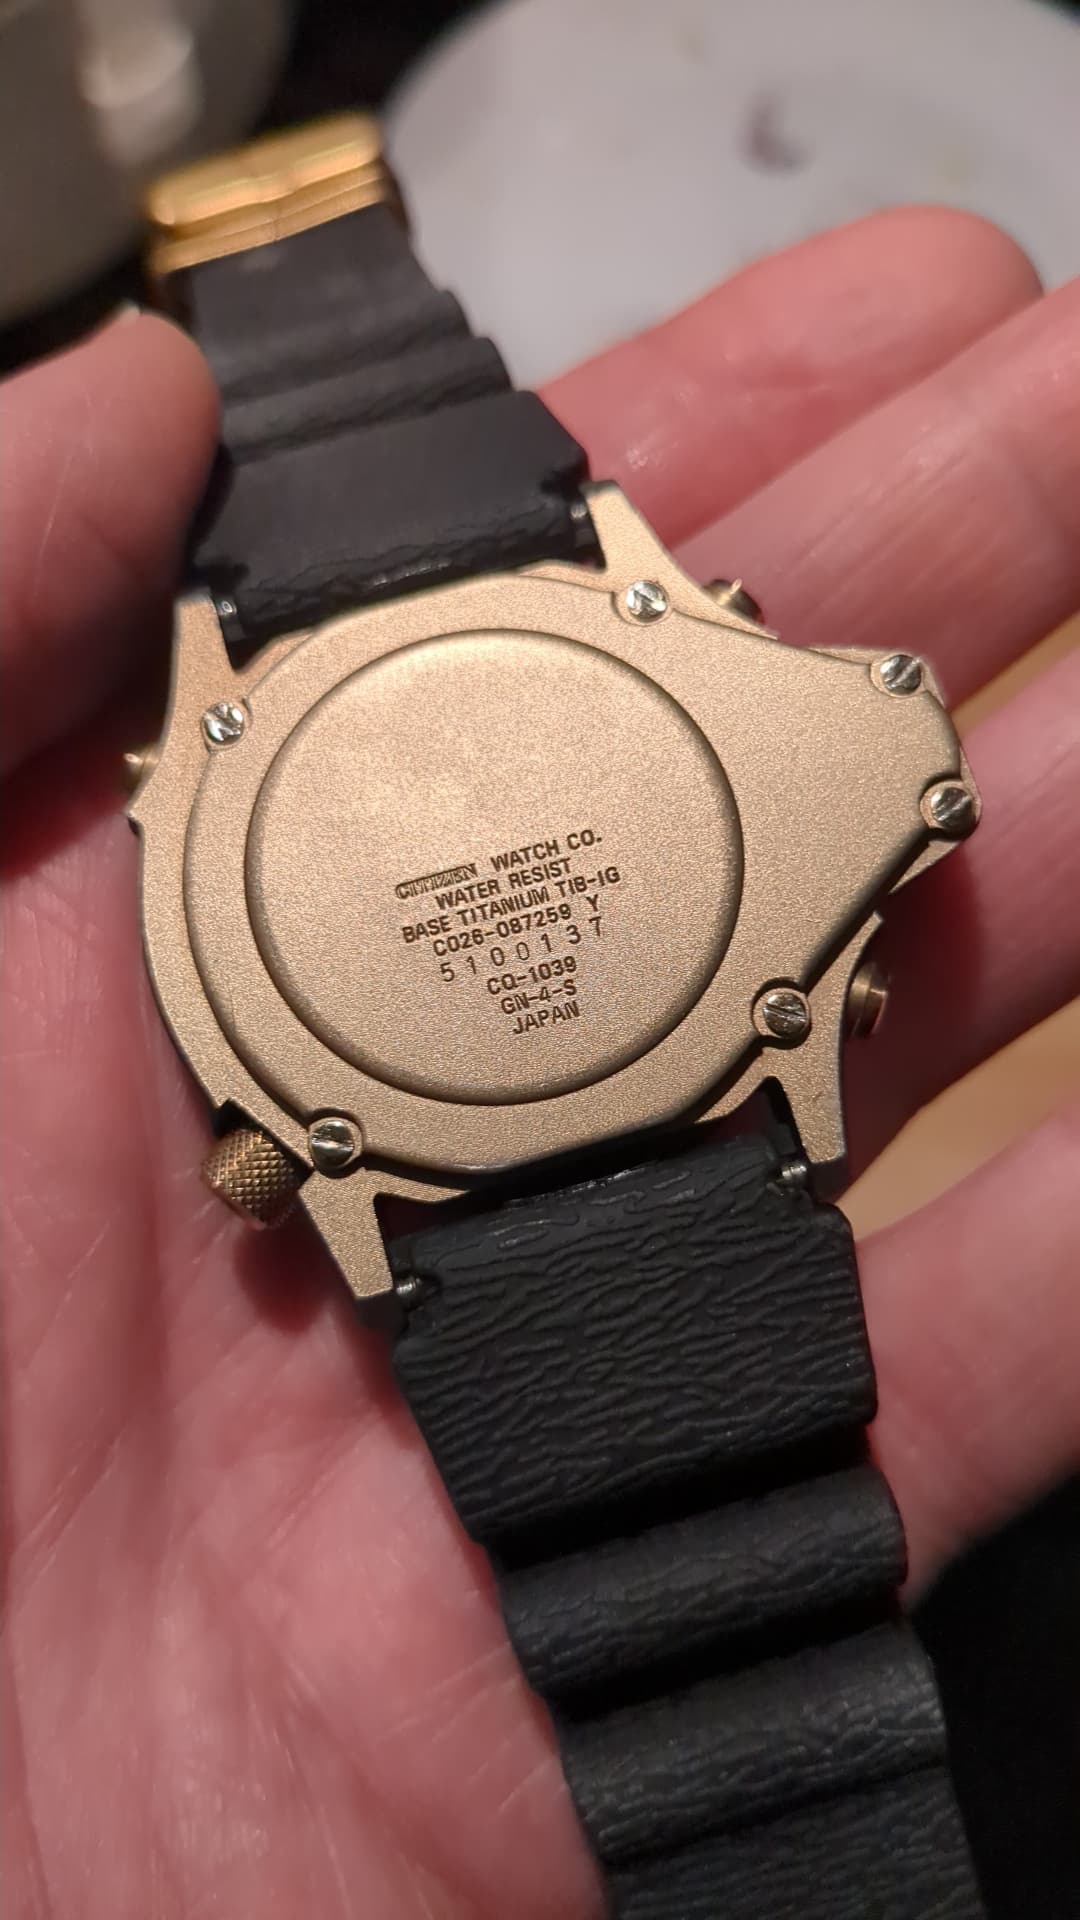 CITIZEN WATCH CO.
WATER RESIST
BASE TITANIUM TIB-IG
C026-087259 Y
5100137
CQ-1039
GN-4-S
JAPAN